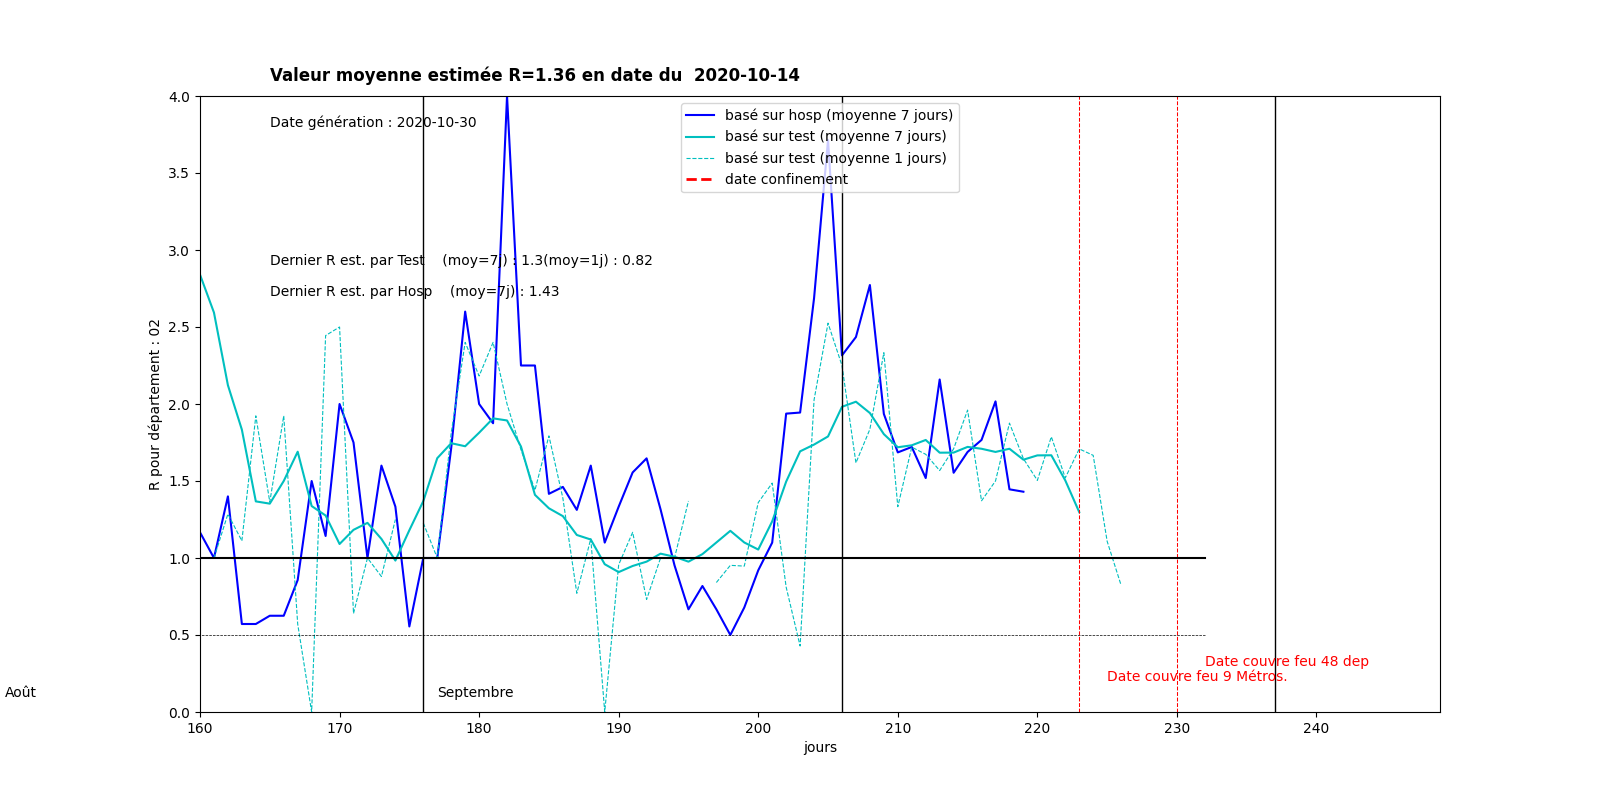 Valeur moyenne estimée R=1.36 en date du  2020-10-14
4.0
Date génération : 2020-10-30
basé sur hosp (moyenne 7 jours)
basé sur test (moyenne 7 jours)
basé sur test (moyenne 1 jours)
date confinement
3.5
3.0
Dernier R est. par Test    (moy=7j) : 1.3(moy=1j) : 0.82
Dernier R est. par Hosp    (moy=7j) : 1.43
2.5
R pour département : 02
2.0
1.5
1.0
0.5
Date couvre feu 48 dep
Date couvre feu 9 Métros.
Août
Septembre
0.0
160 170 180 190 200 210 220 230 240
jours